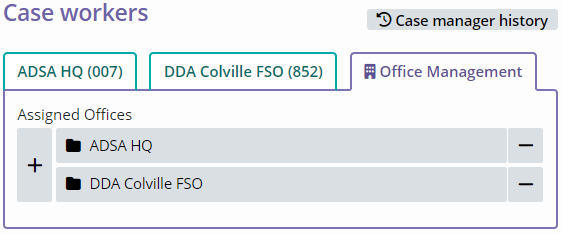 Case workers
Case manager history
ADSA HQ (007)
DDA Colville FSO (852)
Office Management
Assigned Offices
ADSA HQ
DDA Colville FSO